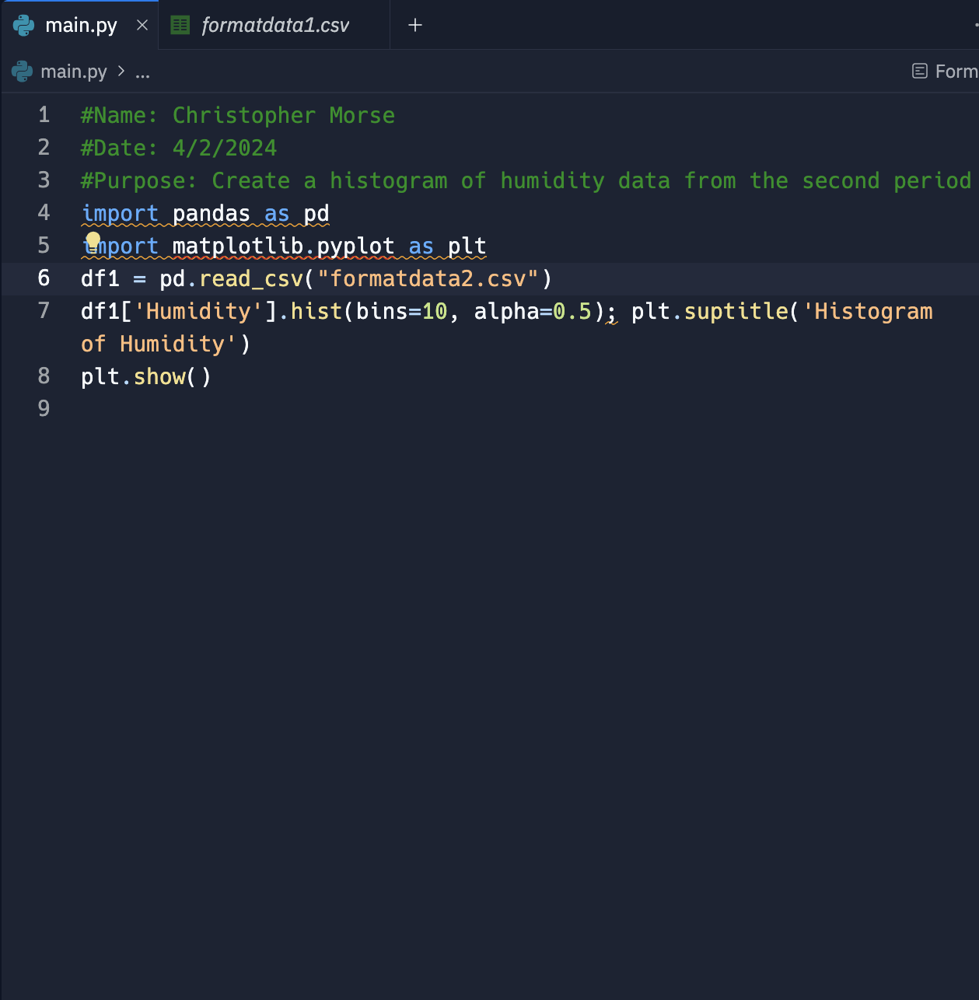 main.py
formatdata1.csv
main.py > ...
Form
1 #Name: Christopher Morse
2 #Date: 4/2/2024
3 #Purpose: Create a histogram of humidity data from the second period
4 import pandas as pd
5 import matplotlib.pyplot as plt
6 df1 = pd.read_csv("formatdata2.csv")
7 df1['Humidity'].hist(bins=10, alpha=0.5); plt.suptitle('Histogram
of Humidity')
8 plt.show()
9